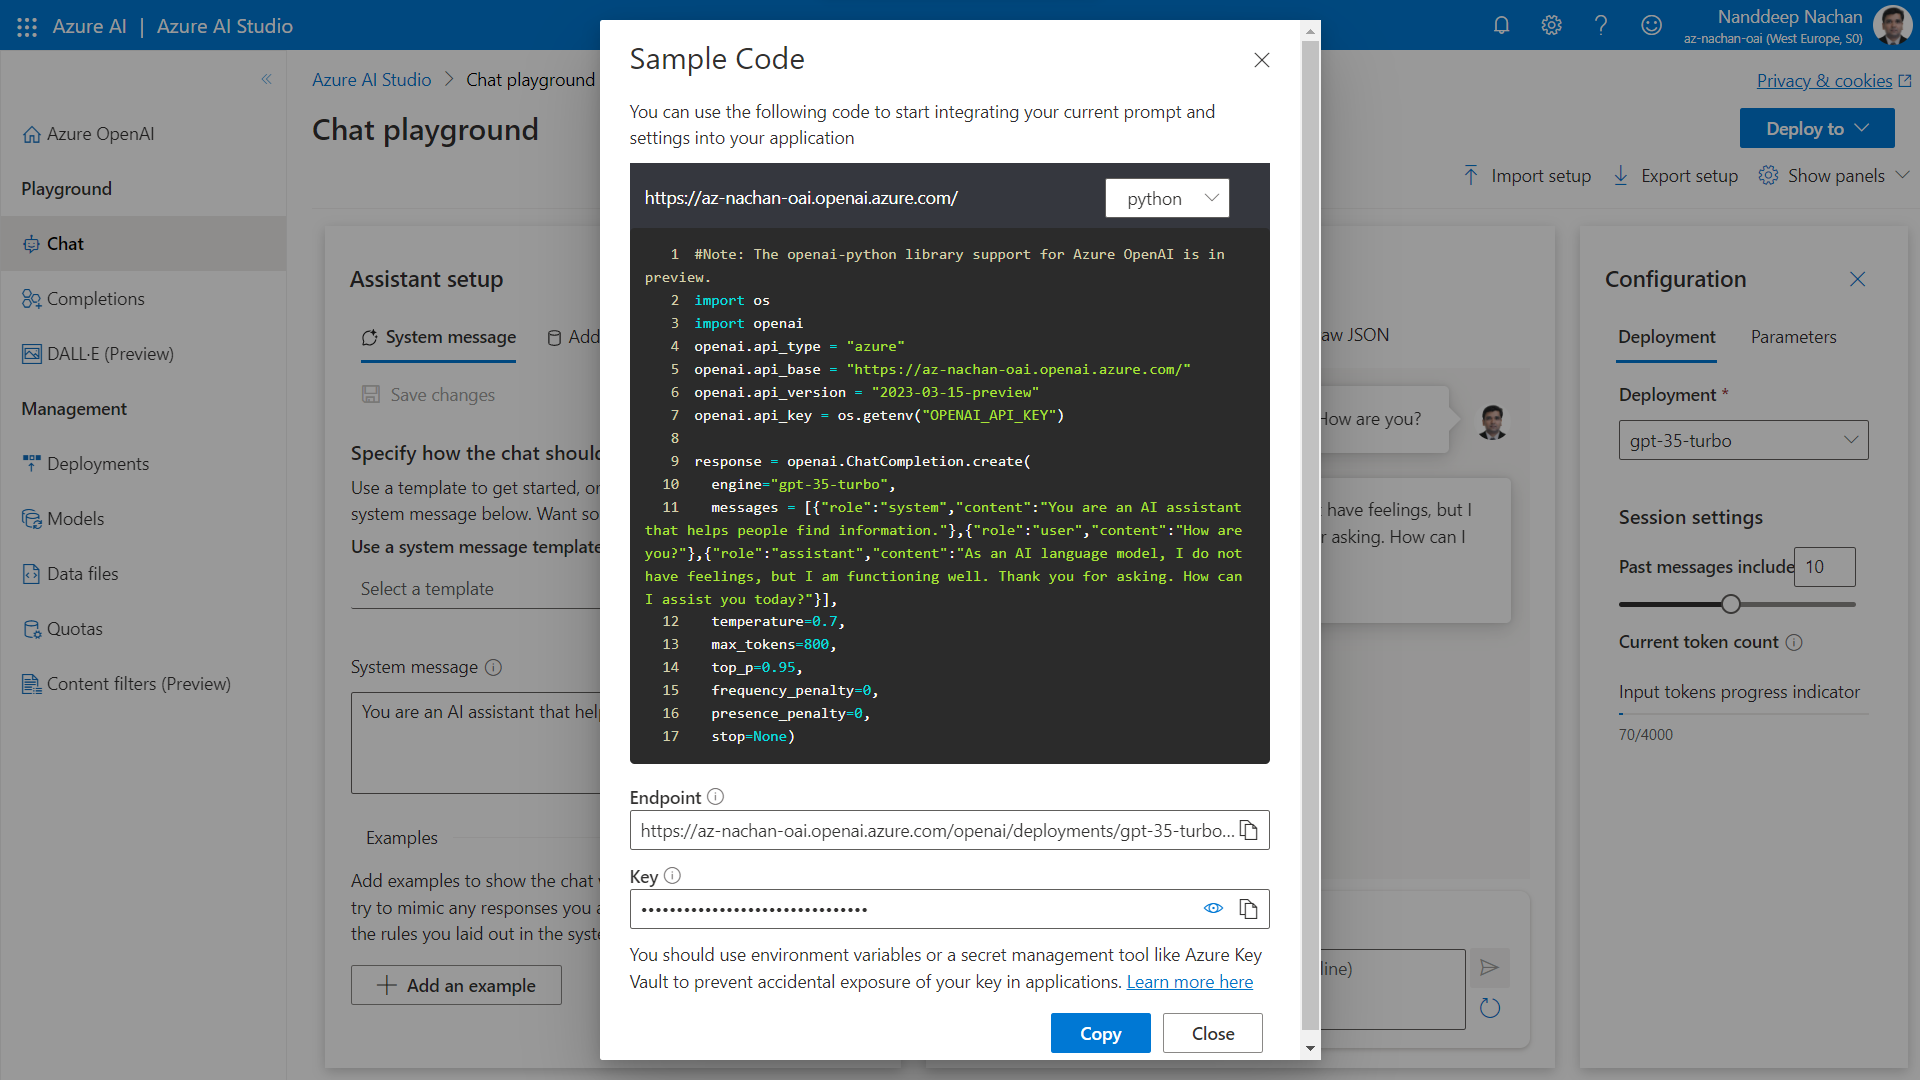 Azure AI | Azure AI Studio
Nanddeep Nachan
az-nachan-oai (West Europe, S0)
Azure OpenAI
Playground
Chat
Completions
DALL·E (Preview)
Management
Deployments
Models
Data files
Quotas
Content filters (Preview)
Azure AI Studio > Chat playground
Privacy & cookies
Chat playground
Deploy to
Import setup
Export setup
Show panels
Assistant setup
System message
Add
Save changes
Specify how the chat should
Use a template to get started, or
system message below. Want so
Use a system message template
Select a template
System message
You are an AI assistant that help
Examples
Add examples to show the chat
try to mimic any responses you a
the rules you laid out in the syste
Add an example
Sample Code
You can use the following code to start integrating your current prompt and
settings into your application
https://az-nachan-oai.openai.azure.com/
python
1 #Note: The openai-python library support for Azure OpenAI is in
preview.
2 import os
3 import openai
4 openai.api_type = "azure"
5 openai.api_base = "https://az-nachan-oai.openai.azure.com/"
6 openai.api_version = "2023-03-15-preview"
7 openai.api_key = os.getenv("OPENAI_API_KEY")
8
9 response = openai.ChatCompletion.create(
10 engine="gpt-35-turbo",
11 messages = [{"role":"system","content":"You are an AI assistant
that helps people find information."},{"role":"user","content":"How are
you?"},{"role":"assistant","content":"As an AI language model, I do not
have feelings, but I am functioning well. Thank you for asking. How can
I assist you today?"}],
12 temperature=0.7,
13 max_tokens=800,
14 top_p=0.95,
15 frequency_penalty=0,
16 presence_penalty=0,
17 stop=None)
Endpoint
https://az-nachan-oai.openai.azure.com/openai/deployments/gpt-35-turbo...
Key
••••••••••••••••••••••••••••••••
You should use environment variables or a secret management tool like Azure Key
Vault to prevent accidental exposure of your key in applications. Learn more here
Copy
Close
aw JSON
How are you?
have feelings, but I
r asking. How can I
line)
Configuration
Deployment
Parameters
Deployment *
gpt-35-turbo
Session settings
Past messages include
10
Current token count
Input tokens progress indicator
70/4000